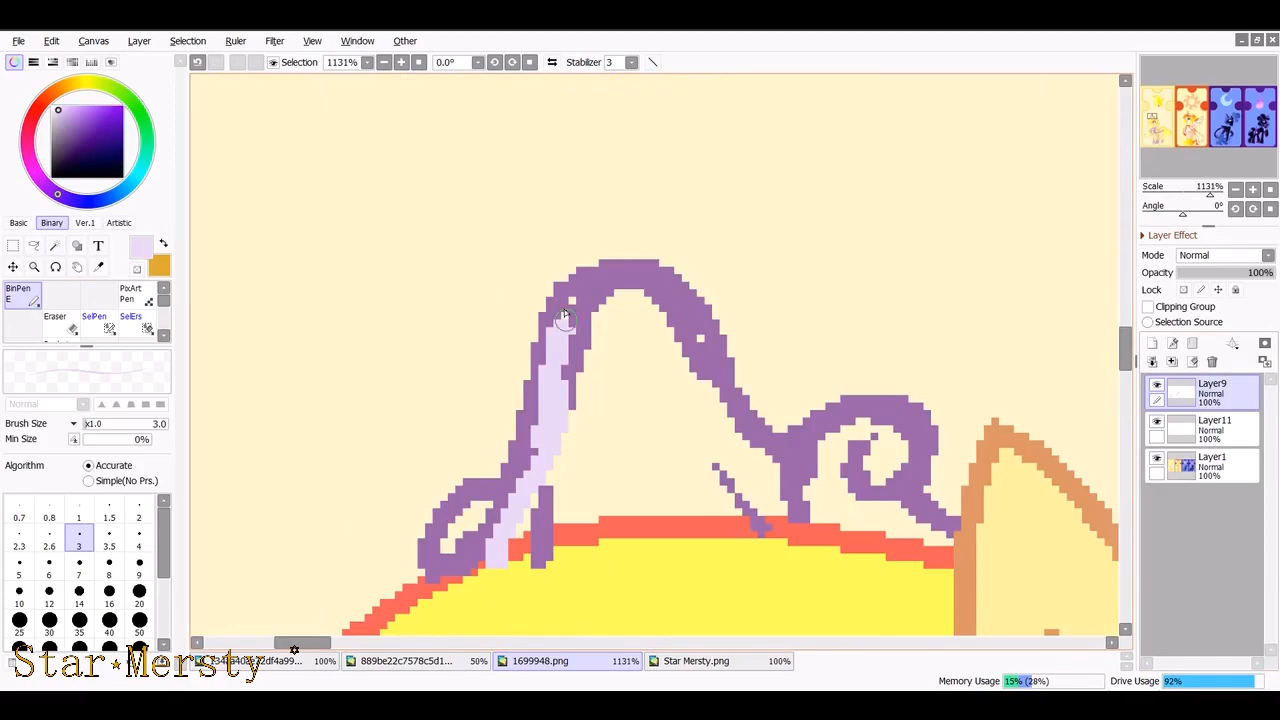 File Edit Canvas Layer Selection Ruler Filter View Window Other
Selection 1131% 0.0° Stabilizer 3
Basic Binary Ver.1 Artistic
T
BinPen PixArt
E Pen
Eraser SelPen SelErs
Normal
Brush Size x1.0 3.0
Min Size 0%
Algorithm Accurate
Simple(No Prs.)
0.7 0.8 1 1.5 2
2.3 2.6 3 3.5 4
5 6 7 8 9
10 12 14 16 20
25 30 35 40 50
Scale 1131%
Angle 0°
Layer Effect
Mode Normal
Opacity 100%
Lock
Clipping Group
Selection Source
Layer9
Normal
100%
Layer11
Normal
100%
Layer1
Normal
100%
100% 889be22c7578c5d1... 50% 1699948.png 1131% Star Mersty.png 100%
Star★Mersty
Memory Usage 15% (28%) Drive Usage 92%